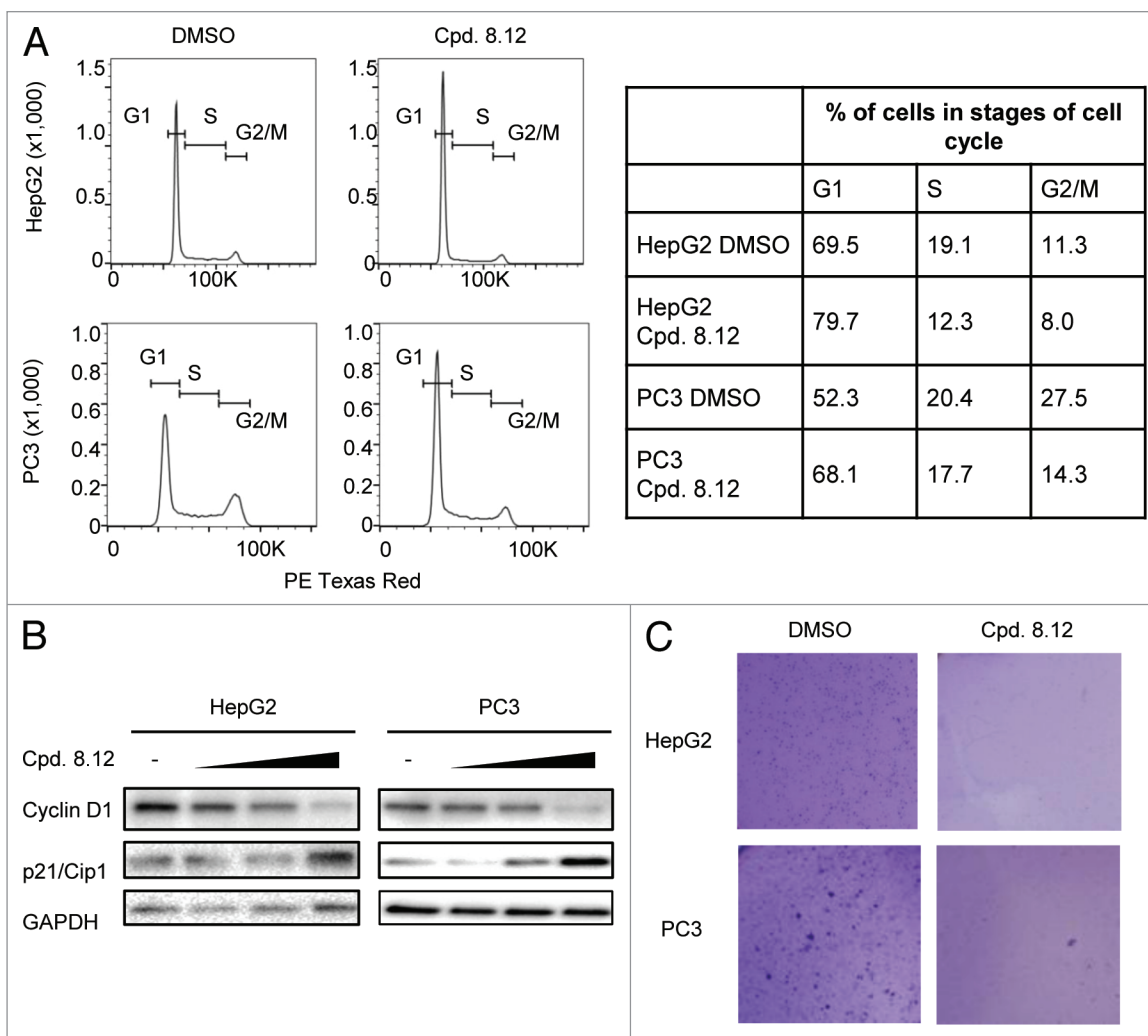 A
DMSO
Cpd. 8.12
HepG2 (x1,000)
1.5
1.0
0.5
0
G1
S
G2/M
0
100K
1.5
1.0
0.5
0
G1
S
G2/M
0
100K
PC3 (x1,000)
1.0
0.8
0.6
0.4
0.2
0
G1
S
G2/M
0
100K
1.0
0.8
0.6
0.4
0.2
0
G1
S
G2/M
0
100K
PE Texas Red
% of cells in stages of cell
cycle
G1 S G2/M
HepG2 DMSO 69.5 19.1 11.3
HepG2
Cpd. 8.12 79.7 12.3 8.0
PC3 DMSO 52.3 20.4 27.5
PC3
Cpd. 8.12 68.1 17.7 14.3
B
HepG2 PC3
Cpd. 8.12 - -
Cyclin D1
p21/Cip1
GAPDH
C
DMSO Cpd. 8.12
HepG2
PC3